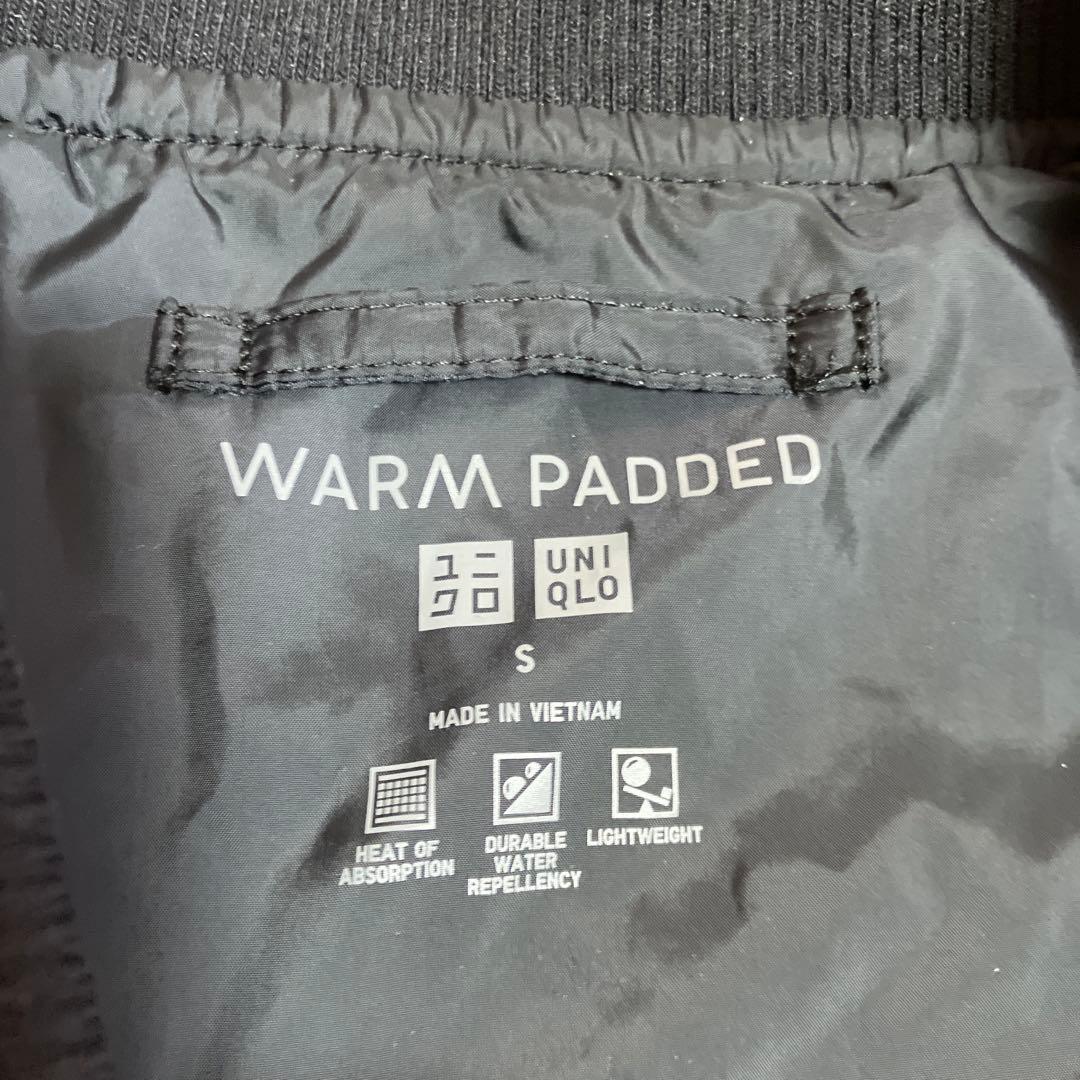 WARM PADDED
ユニ
クロ
UNI
QLO
S
MADE IN VIETNAM
HEAT OF
ABSORPTION
DURABLE
WATER
REPELLENCY
LIGHTWEIGHT